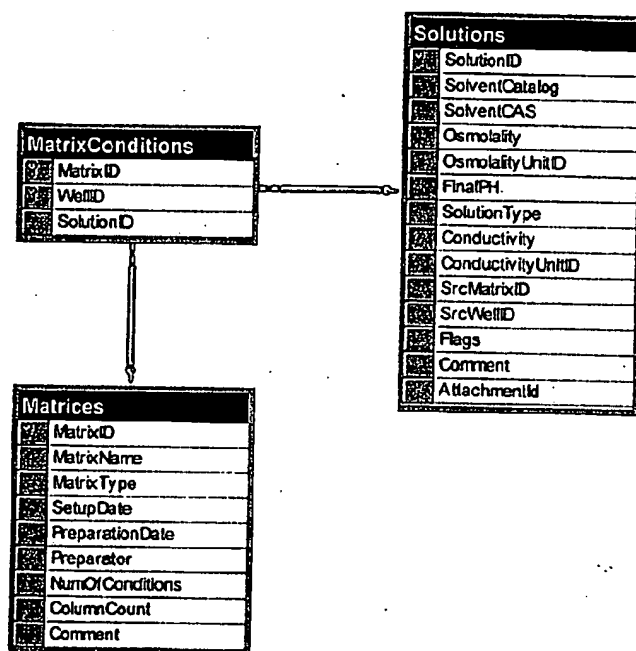 MatrixConditions
MatrixID
WellID
SolutionID
Solutions
SolutionID
SolventCatalog
SolventCAS
Osmolality
OsmolalityUnitID
FinalPH
SolutionType
Conductivity
ConductivityUnitID
SrcMatrixID
SrcWellID
Flags
Comment
AttachmentId
Matrices
MatrixID
MatrixName
MatrixType
SetupDate
PreparationDate
Preparator
NumOfConditions
ColumnCount
Comment